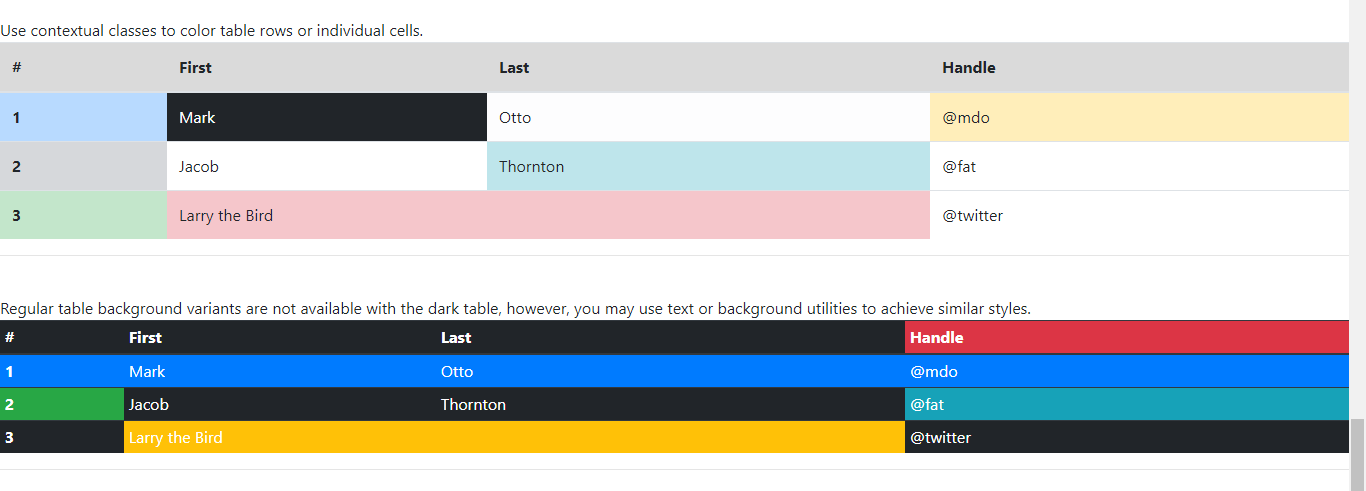 Use contextual classes to color table rows or individual cells.
# First Last Handle
1 Mark Otto @mdo
2 Jacob Thornton @fat
3 Larry the Bird @twitter
Regular table background variants are not available with the dark table, however, you may use text or background utilities to achieve similar styles.
# First Last Handle
1 Mark Otto @mdo
2 Jacob Thornton @fat
3 Larry the Bird @twitter